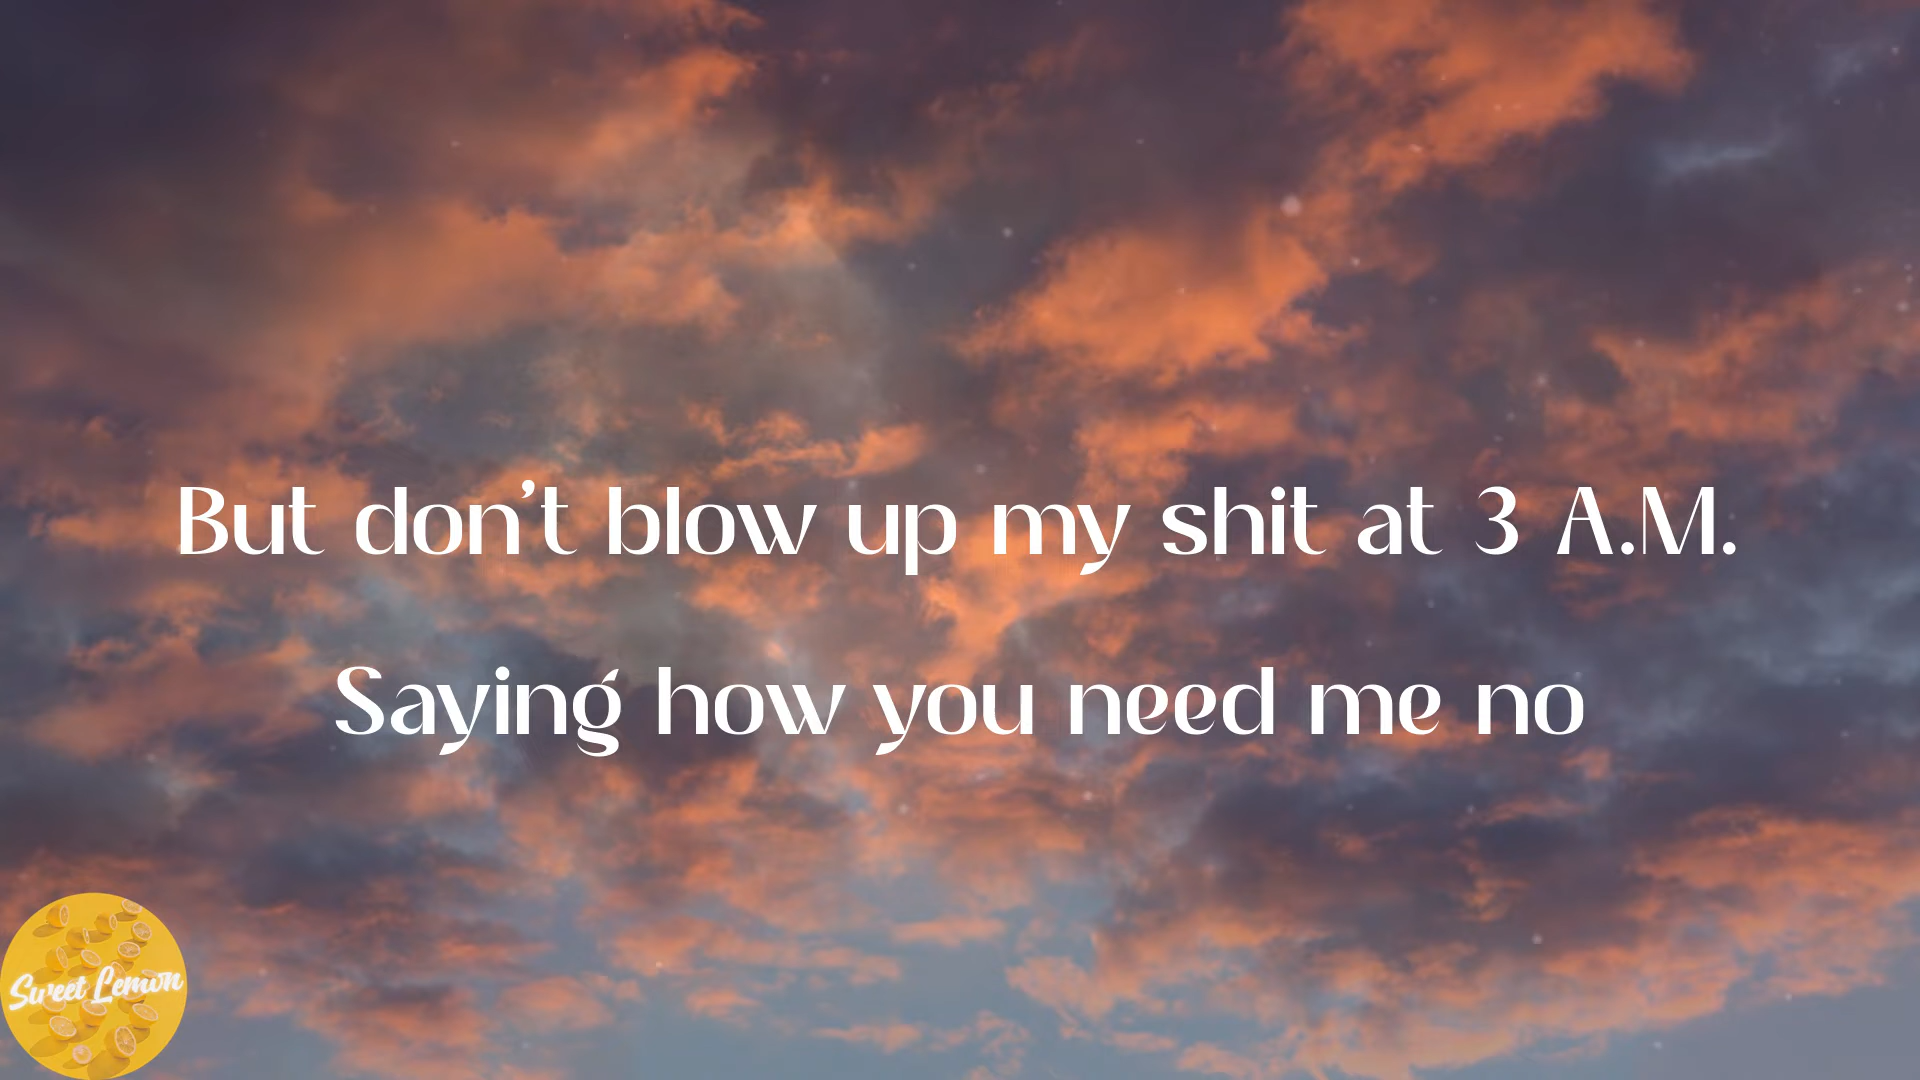 But don't blow up my shit at 3 A.M.
Saying how you need me no
Sweet Lemon